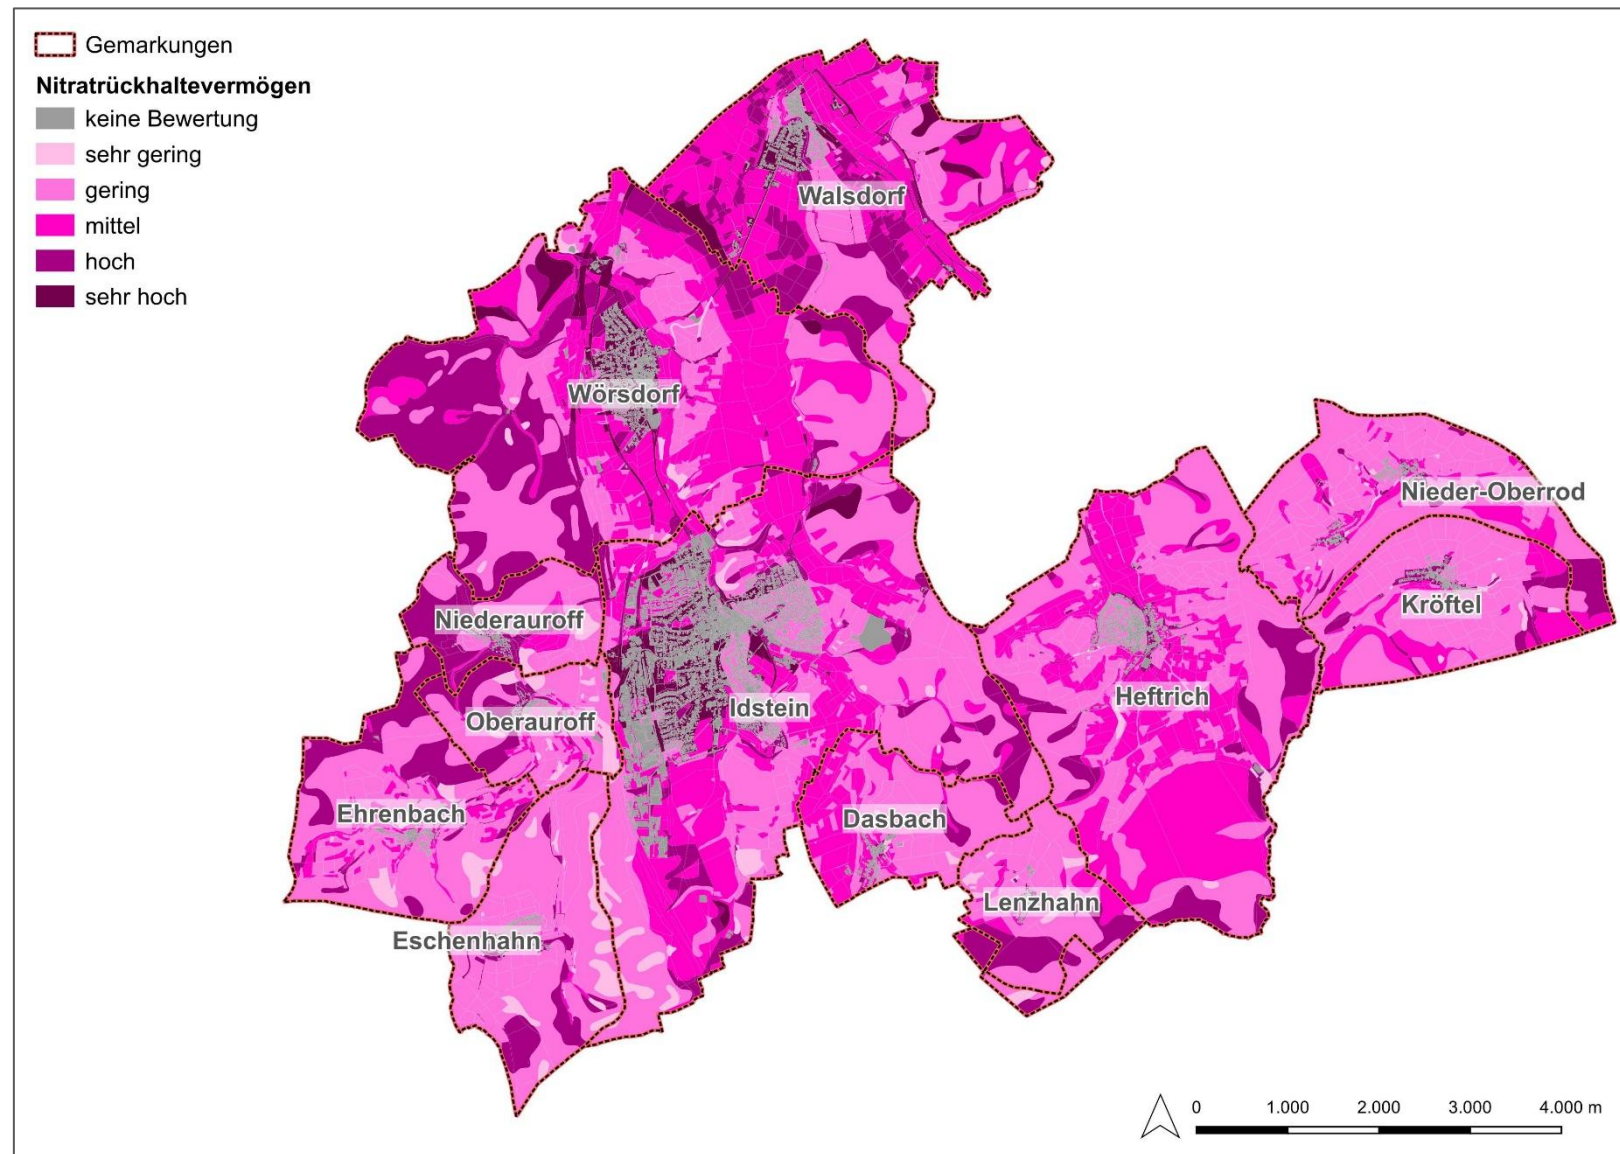 Gemarkungen
Nitratrückhaltevermögen
keine Bewertung
sehr gering
gering
mittel
hoch
sehr hoch
Walsdorf
Wörsdorf
Nieder-Oberrod
Kröftel
Niederauroff
Heftrich
Idstein
Oberauroff
Ehrenbach
Dasbach
Lenzhahn
Eschenhahn
0 1.000 2.000 3.000 4.000 m